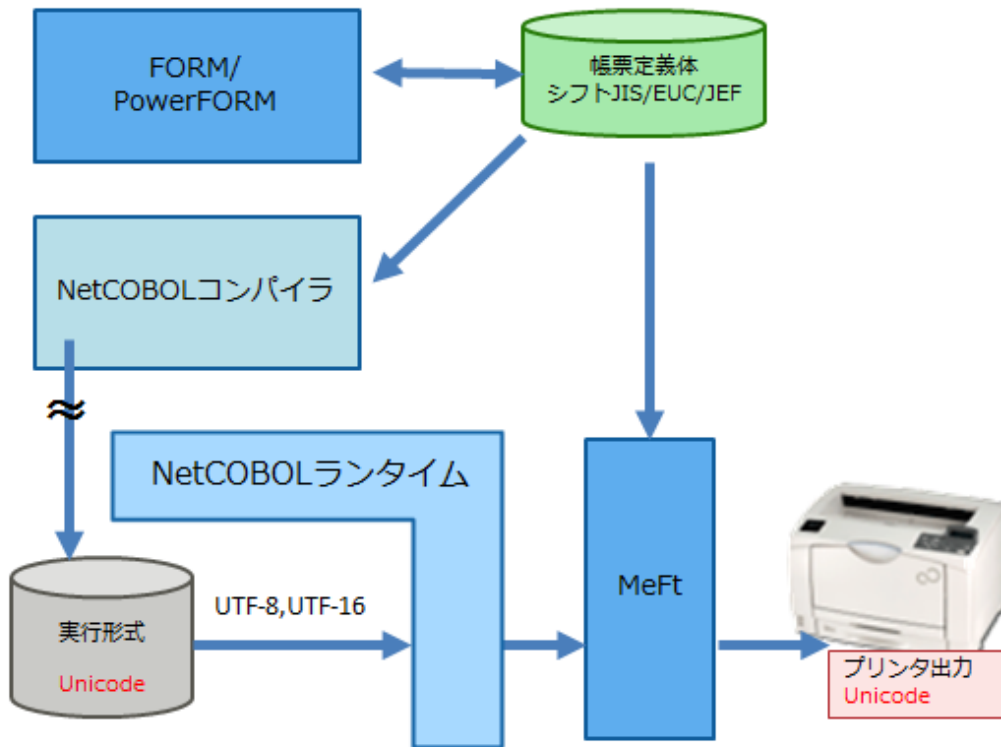 FORM/
PowerFORM
帳票定義体
シフトJIS/EUC/JEF
NetCOBOLコンパイラ
NetCOBOLランタイム
UTF-8,UTF-16
実行形式
Unicode
MeFt
プリンタ出力
Unicode